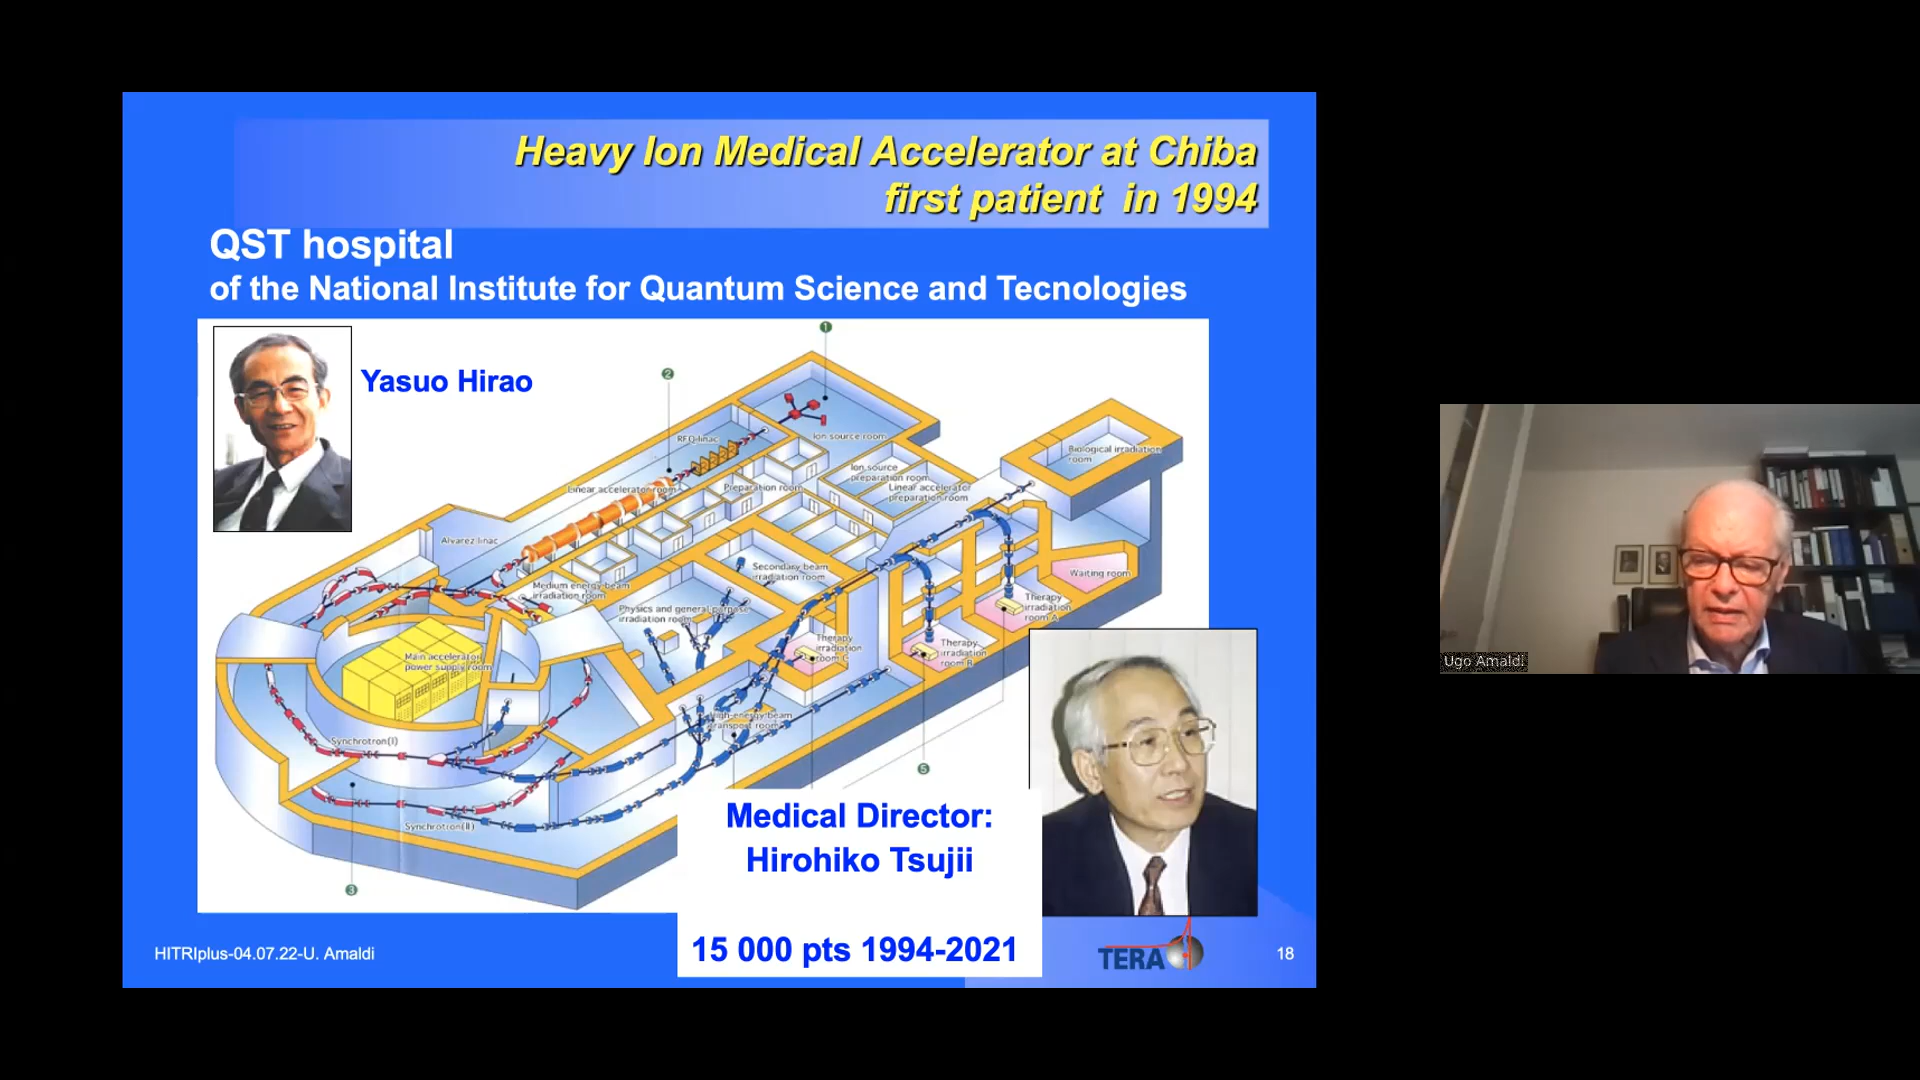 Heavy Ion Medical Accelerator at Chiba
first patient in 1994
QST hospital
of the National Institute for Quantum Science and Tecnologies
Yasuo Hirao
1
2
RFQ linac
Ion source room
Biological irradiation
room
Ion source
preparation room
Linear accelerator room
Preparation room
Linear accelerator
preparation room
Alvarez linac
Secondary beam
irradiation room
Waiting room
Medium energy beam
irradiation room
Physics and general purpose
irradiation room
Therapy
irradiation
room A
Therapy
irradiation
room C
Therapy
irradiation
room B
Main accelerator
power supply room
High-energy beam
transport room
Synchrotron(I)
5
Synchrotron(II)
3
Medical Director:
Hirohiko Tsujii
15 000 pts 1994-2021
HITRIplus-04.07.22-U. Amaldi
TERA
18
Ugo Amaldi